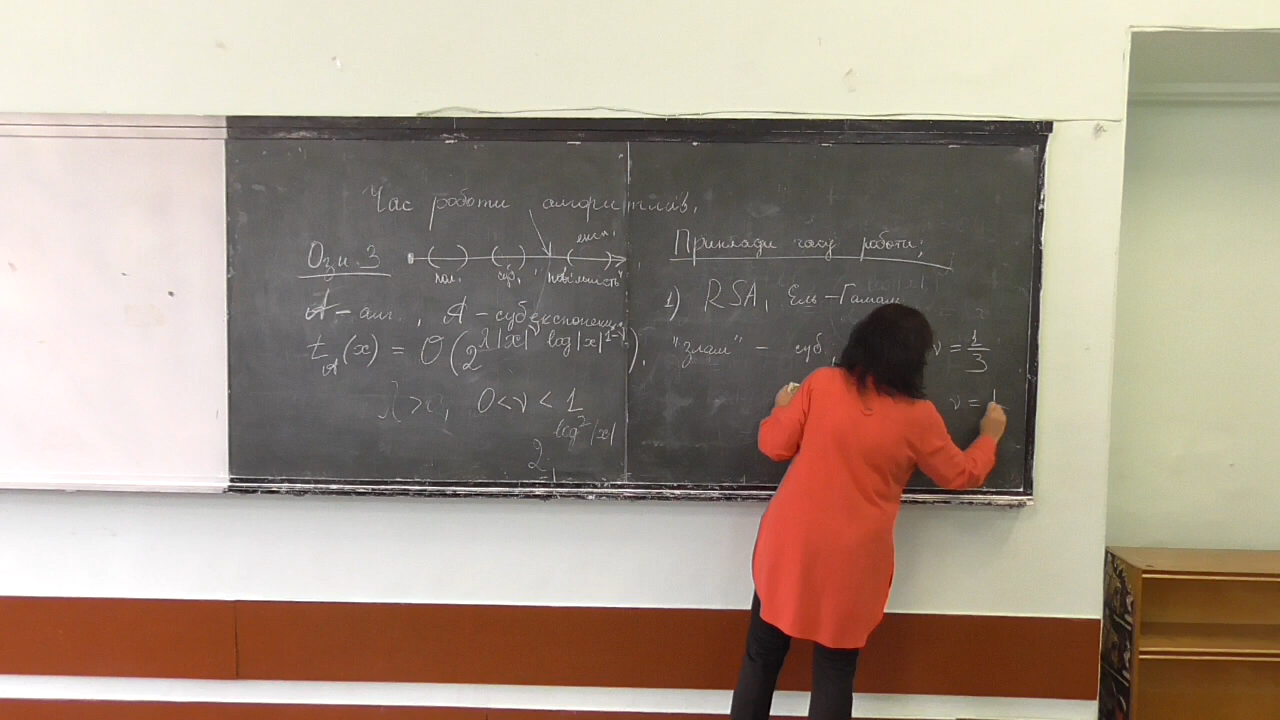 Час роботи алгоритмів.
Озн. 3
пол. суб. "повільність" експ.
A - алг., A - субекспоненц.
t_A(x) = O(2^{λ|x|^ν log|x|^{1-ν}}),
λ > 0, 0 < ν < 1
2^{log²|x|}
Приклади часу роботи:
1) RSA, Ель-Гамаль
"злам" - суб. ν = 1/3
ν =